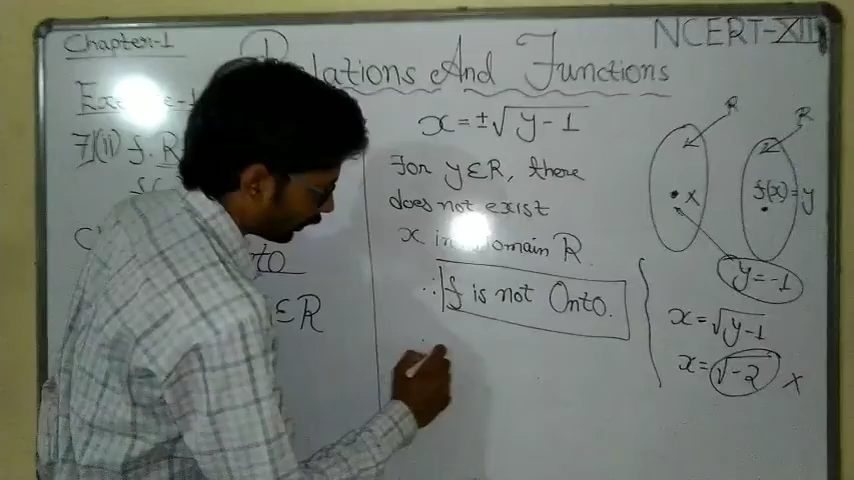 Chapter-1
NCERT-XII
Relations And Functions
7(ii) f: R
x = ±√y-1
For y∈R, there
does not exist
x in domain R.
∴ f is not Onto.
∈R
R
R
x
f(x) = y
y = -1
x = √y-1
x = √-2 x